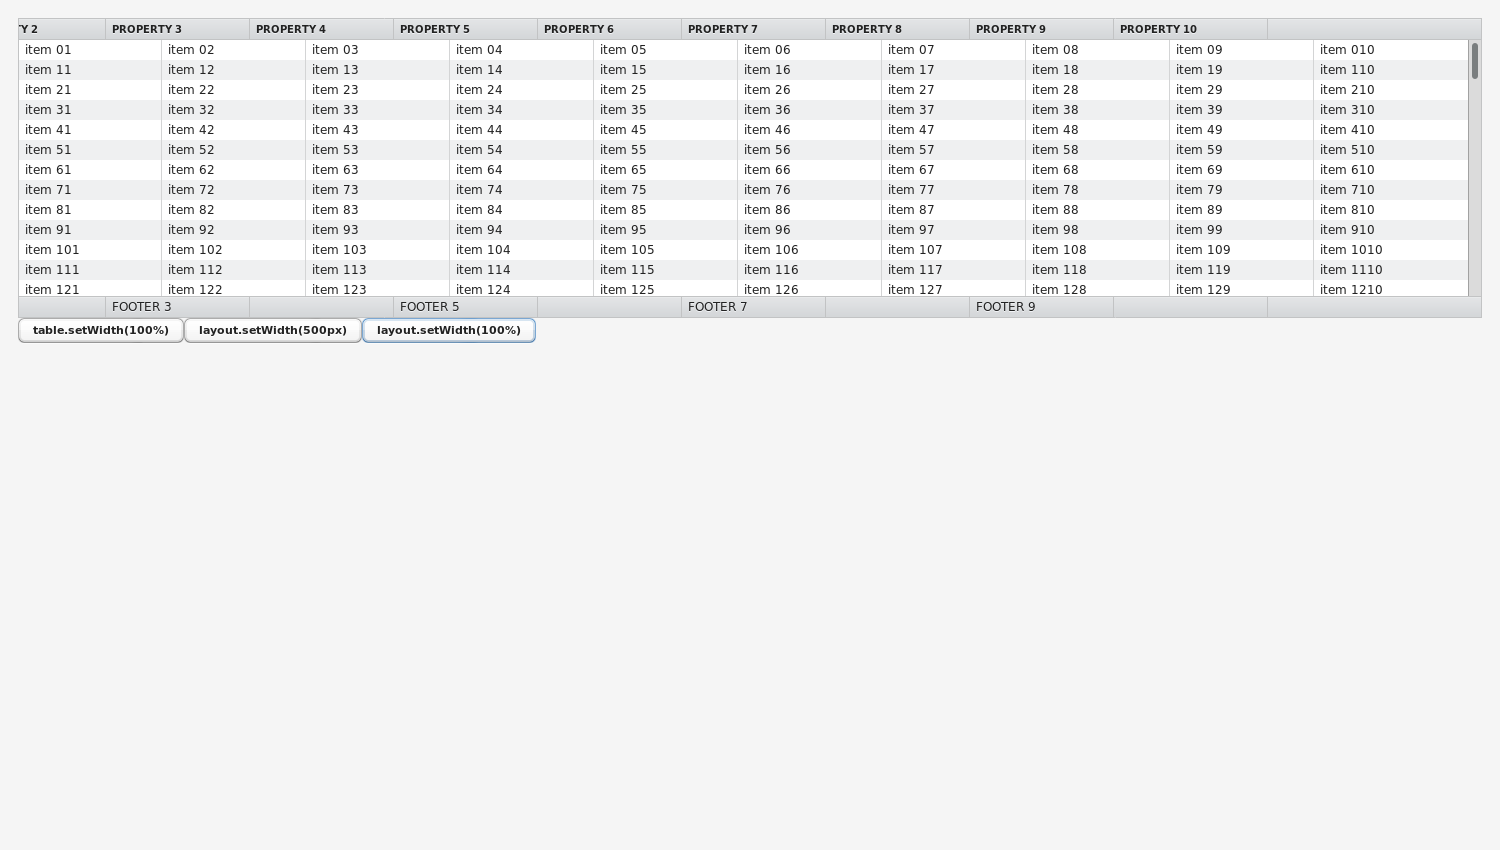 Y 2 PROPERTY 3 PROPERTY 4 PROPERTY 5 PROPERTY 6 PROPERTY 7 PROPERTY 8 PROPERTY 9 PROPERTY 10
item 01 item 02 item 03 item 04 item 05 item 06 item 07 item 08 item 09 item 010
item 11 item 12 item 13 item 14 item 15 item 16 item 17 item 18 item 19 item 110
item 21 item 22 item 23 item 24 item 25 item 26 item 27 item 28 item 29 item 210
item 31 item 32 item 33 item 34 item 35 item 36 item 37 item 38 item 39 item 310
item 41 item 42 item 43 item 44 item 45 item 46 item 47 item 48 item 49 item 410
item 51 item 52 item 53 item 54 item 55 item 56 item 57 item 58 item 59 item 510
item 61 item 62 item 63 item 64 item 65 item 66 item 67 item 68 item 69 item 610
item 71 item 72 item 73 item 74 item 75 item 76 item 77 item 78 item 79 item 710
item 81 item 82 item 83 item 84 item 85 item 86 item 87 item 88 item 89 item 810
item 91 item 92 item 93 item 94 item 95 item 96 item 97 item 98 item 99 item 910
item 101 item 102 item 103 item 104 item 105 item 106 item 107 item 108 item 109 item 1010
item 111 item 112 item 113 item 114 item 115 item 116 item 117 item 118 item 119 item 1110
item 121 item 122 item 123 item 124 item 125 item 126 item 127 item 128 item 129 item 1210
FOOTER 3 FOOTER 5 FOOTER 7 FOOTER 9
table.setWidth(100%) layout.setWidth(500px) layout.setWidth(100%)